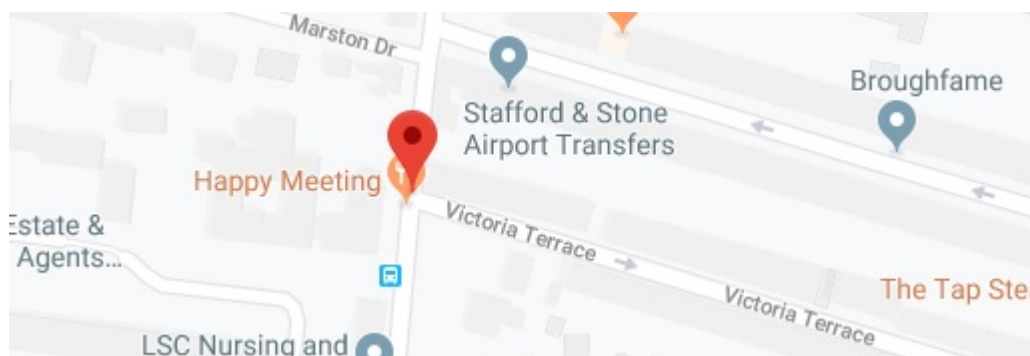 Marston Dr
Stafford & Stone
Airport Transfers
Broughfame
Happy Meeting
Victoria Terrace
Estate &
Agents...
Victoria Terrace
The Tap Ste
LSC Nursing and